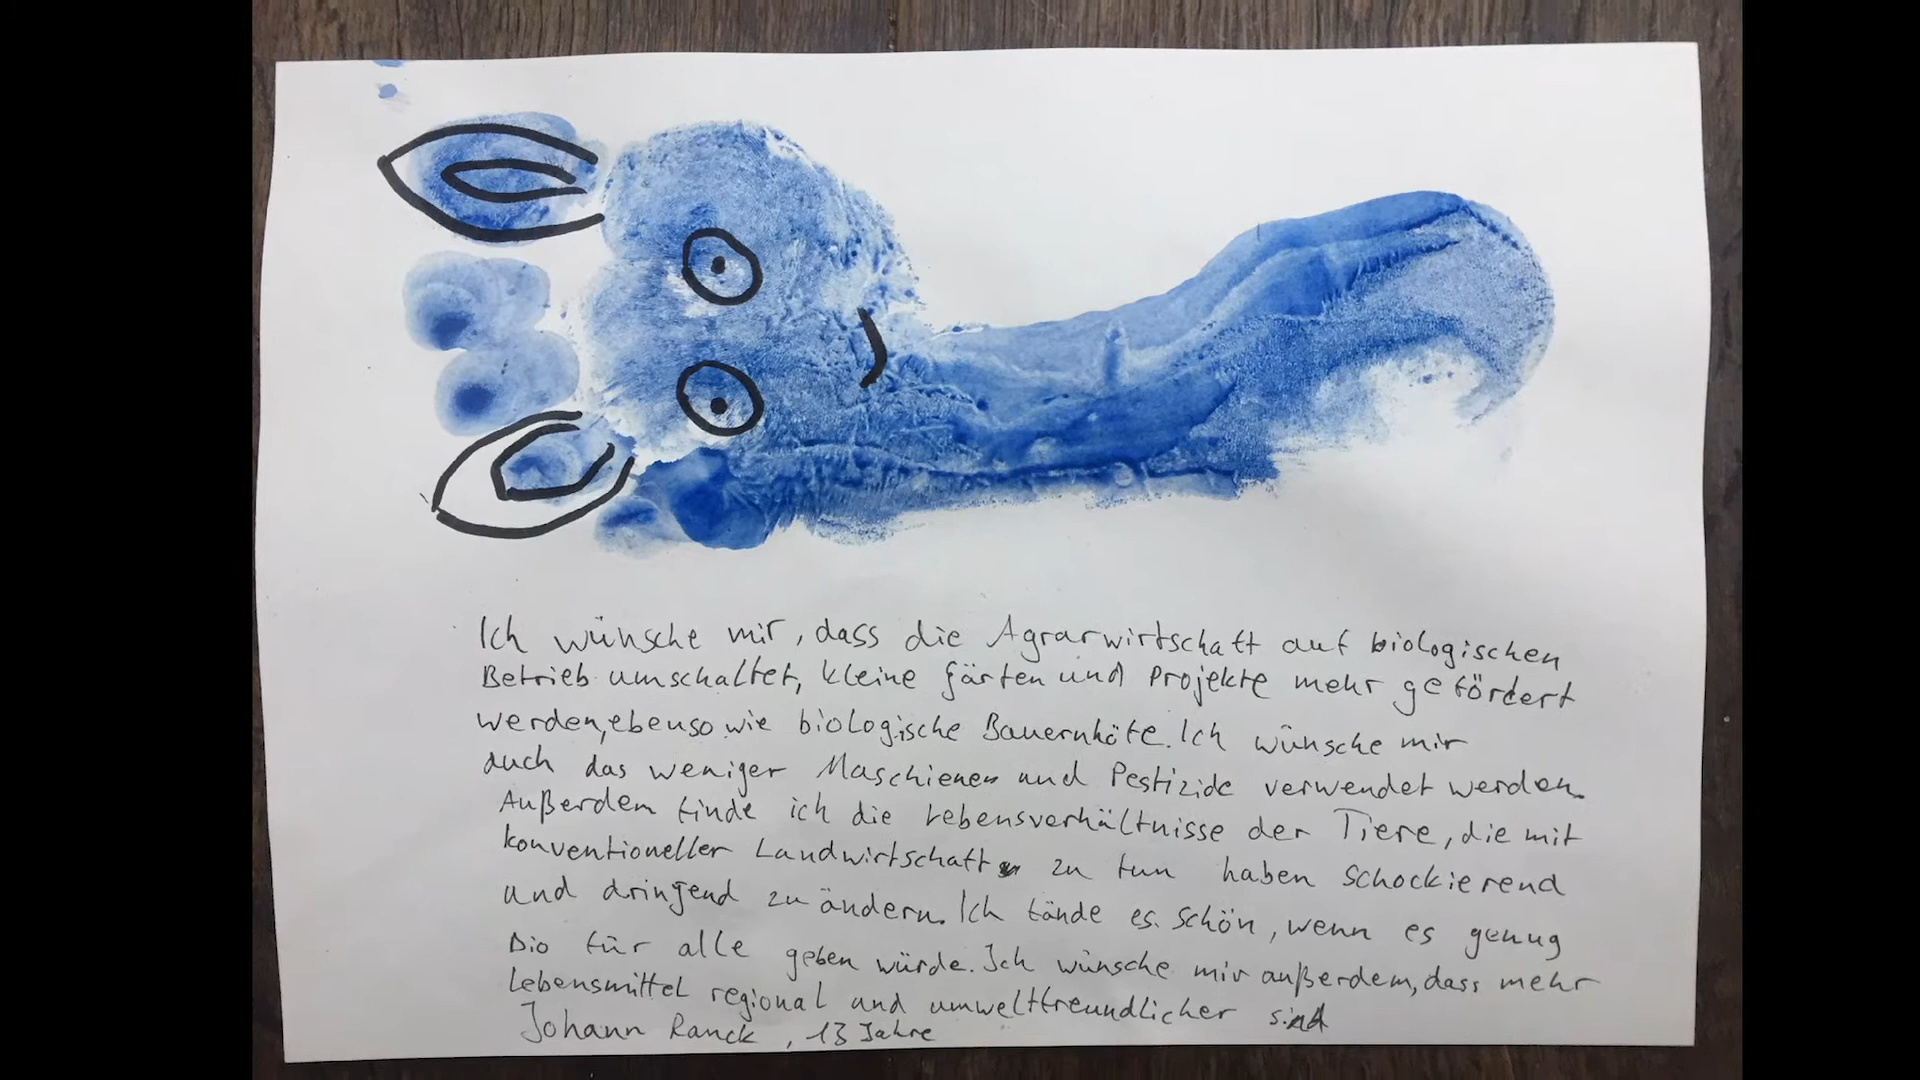 Ich wünsche mir, dass die Agrarwirtschaft auf biologischen
Betrieb umschaltet, kleine Gärten und Projekte mehr gefördert
werden, ebenso wie biologische Bauernhöfe. Ich wünsche mir
auch das weniger Maschienen und Pestizide verwendet werden.
Außerdem finde ich die Lebensverhältnisse der Tiere, die mit
konventioneller Landwirtschaft zu tun haben schockierend
und dringend zu ändern. Ich fände es schön, wenn es genug
Bio für alle geben würde. Ich wünsche mir außerdem, dass mehr
Lebensmittel regional und umweltfreundlicher sind
Johann Ranck, 13 Jahre